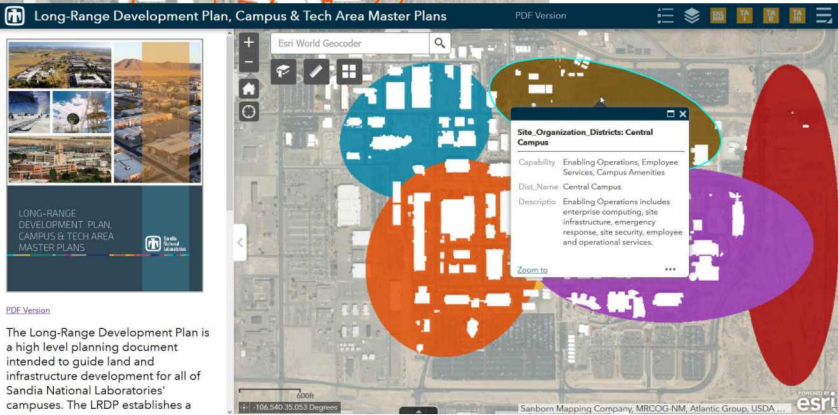 Long-Range Development Plan, Campus & Tech Area Master Plans
PDF Version
Esri World Geocoder
LONG-RANGE
DEVELOPMENT PLAN,
CAMPUS & TECH AREA
MASTER PLANS
Sandia
National
Laboratories
PDF Version
The Long-Range Development Plan is
a high level planning document
intended to guide land and
infrastructure development for all of
Sandia National Laboratories'
campuses. The LRDP establishes a
Site_Organization_Districts: Central
Campus
Capability Enabling Operations, Employee
Services, Campus Amenities
Dist_Name Central Campus
Descriptio Enabling Operations includes
enterprise computing, site
infrastructure, emergency
response, site security, employee
and operational services.
Zoom to
600ft
-106.540 35.053 Degrees
Sanborn Mapping Company, MRCOG-NM, Atlantic Group, USDA ...
POWERED BY
esri